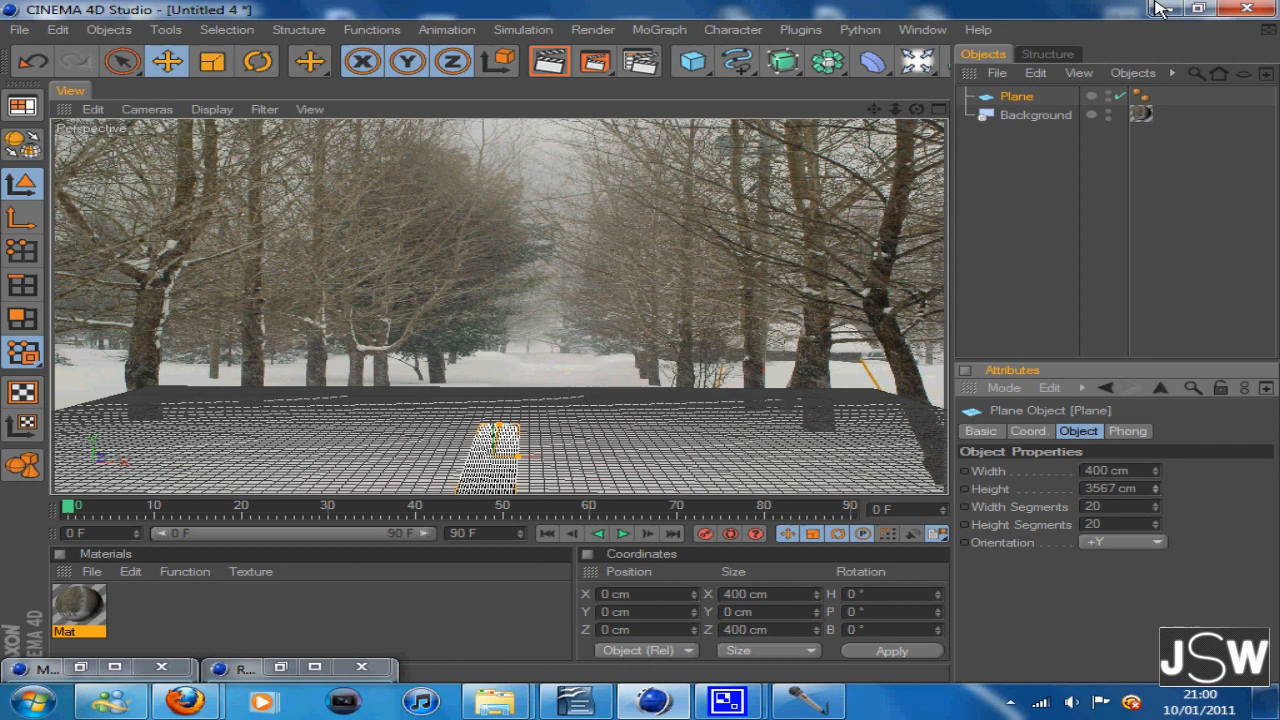 CINEMA 4D Studio - [Untitled 4 *]
File Edit Objects Tools Selection Structure Functions Animation Simulation Render MoGraph Character Plugins Python Window Help
X Y Z
Objects Structure
File Edit View Objects
View
Edit Cameras Display Filter View
Perspective
Plane
Background
Attributes
Mode Edit
Plane Object [Plane]
Basic Coord. Object Phong
Object Properties
Width 400 cm
Height 3567 cm
Width Segments 20
Height Segments 20
Orientation +Y
0 10 20 30 40 50 60 70 80 90 0 F
0 F 0 F 90 F 90 F
Materials
File Edit Function Texture
Mat
Coordinates
Position Size Rotation
X 0 cm X 400 cm H 0 °
Y 0 cm Y 0 cm P 0 °
Z 0 cm Z 400 cm B 0 °
Object (Rel) Size Apply
M... R...
JSW
21:00
10/01/2011